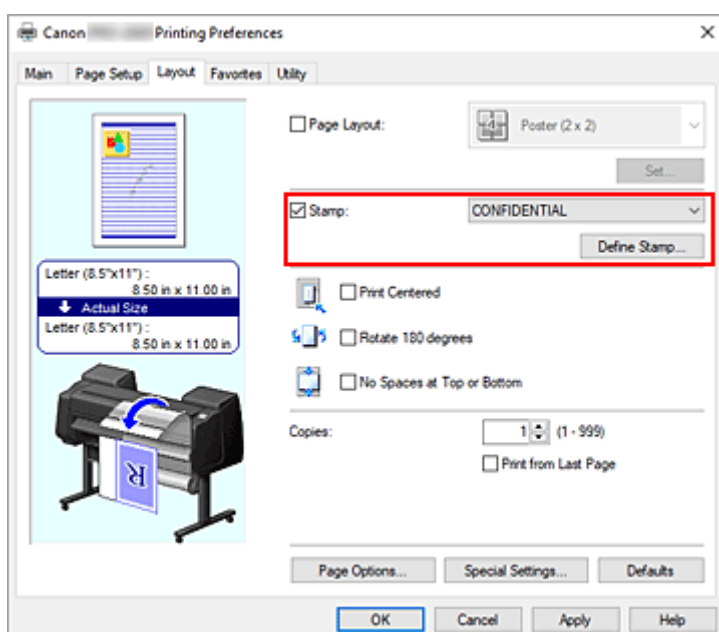 Canon Printing Preferences
Main Page Setup Layout Favorites Utility
Page Layout:
Poster (2 x 2)
Set...
Stamp:
CONFIDENTIAL
Define Stamp...
Letter (8.5"x11") :
8.50 in x 11.00 in
Actual Size
Letter (8.5"x11") :
8.50 in x 11.00 in
Print Centered
Rotate 180 degrees
No Spaces at Top or Bottom
Copies:
1 (1 - 999)
Print from Last Page
R
Page Options... Special Settings... Defaults
OK Cancel Apply Help